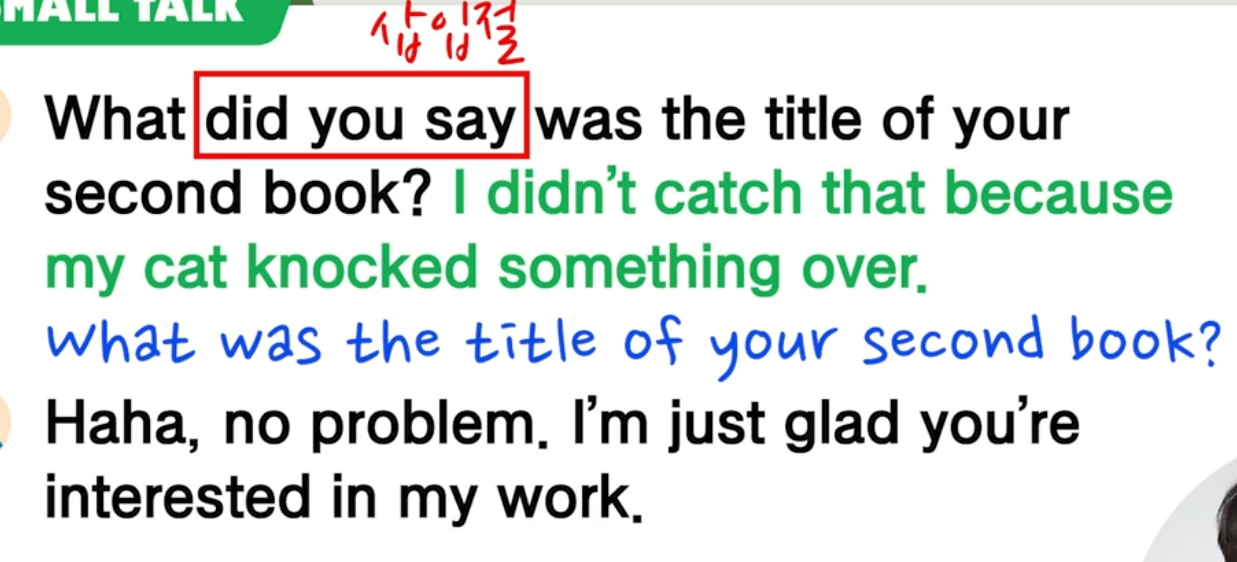 SMALL TALK
삽입절
What did you say was the title of your
second book? I didn't catch that because
my cat knocked something over.
What was the title of your second book?
Haha, no problem. I'm just glad you're
interested in my work.